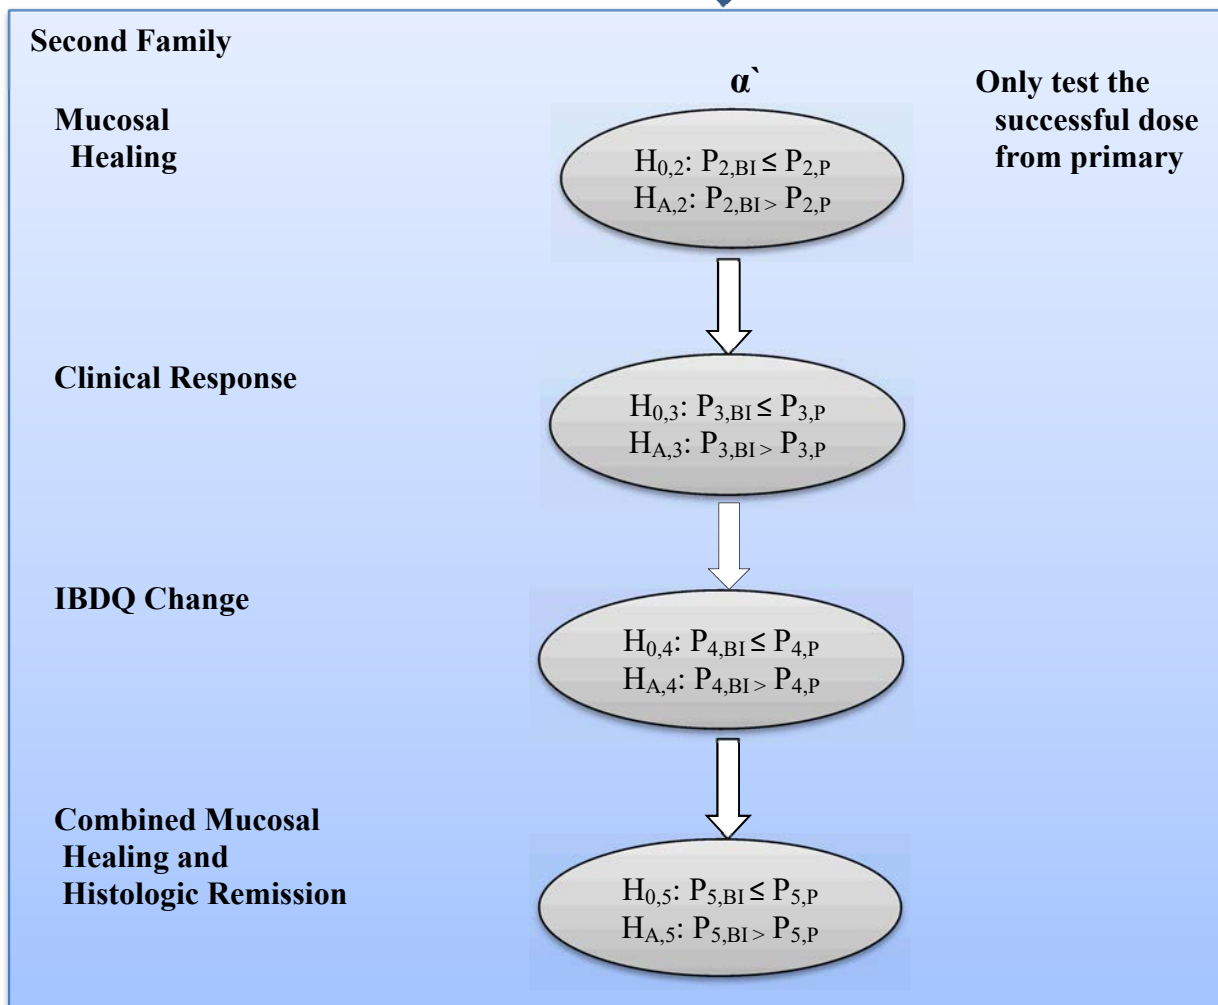 Second Family
α`
Only test the
successful dose
from primary
Mucosal
Healing
H0,2: P2,BI ≤ P2,P
HA,2: P2,BI > P2,P
Clinical Response
H0,3: P3,BI ≤ P3,P
HA,3: P3,BI > P3,P
IBDQ Change
H0,4: P4,BI ≤ P4,P
HA,4: P4,BI > P4,P
Combined Mucosal
Healing and
Histologic Remission
H0,5: P5,BI ≤ P5,P
HA,5: P5,BI > P5,P